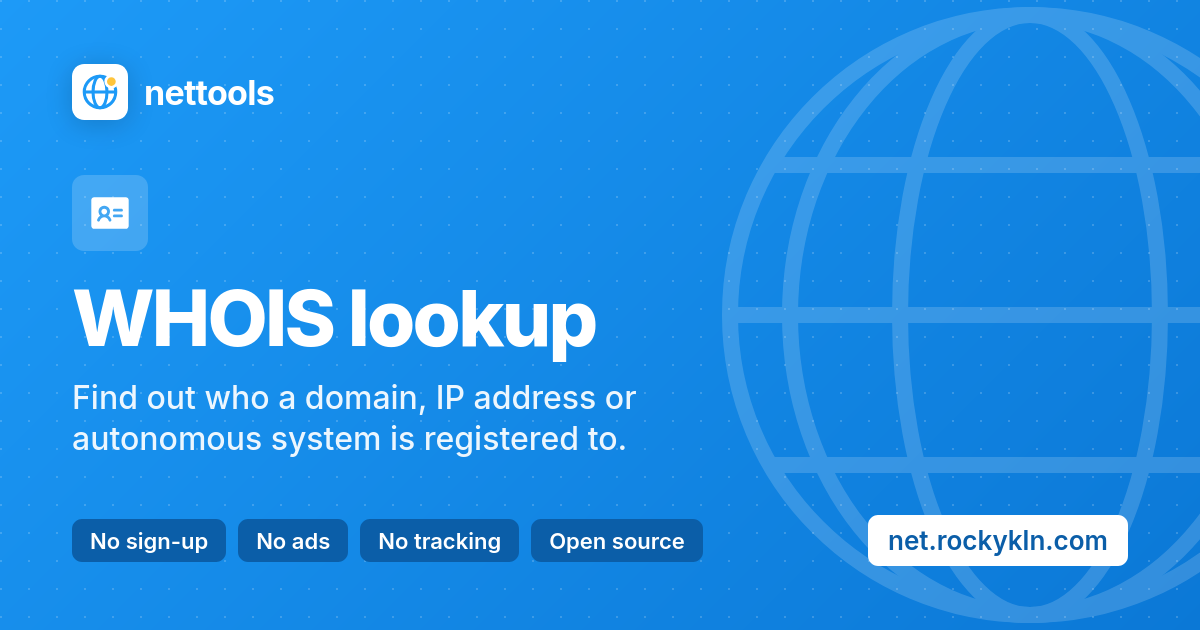 nettools
WHOIS lookup
Find out who a domain, IP address or
autonomous system is registered to.
No sign-up
No ads
No tracking
Open source
net.rockykln.com